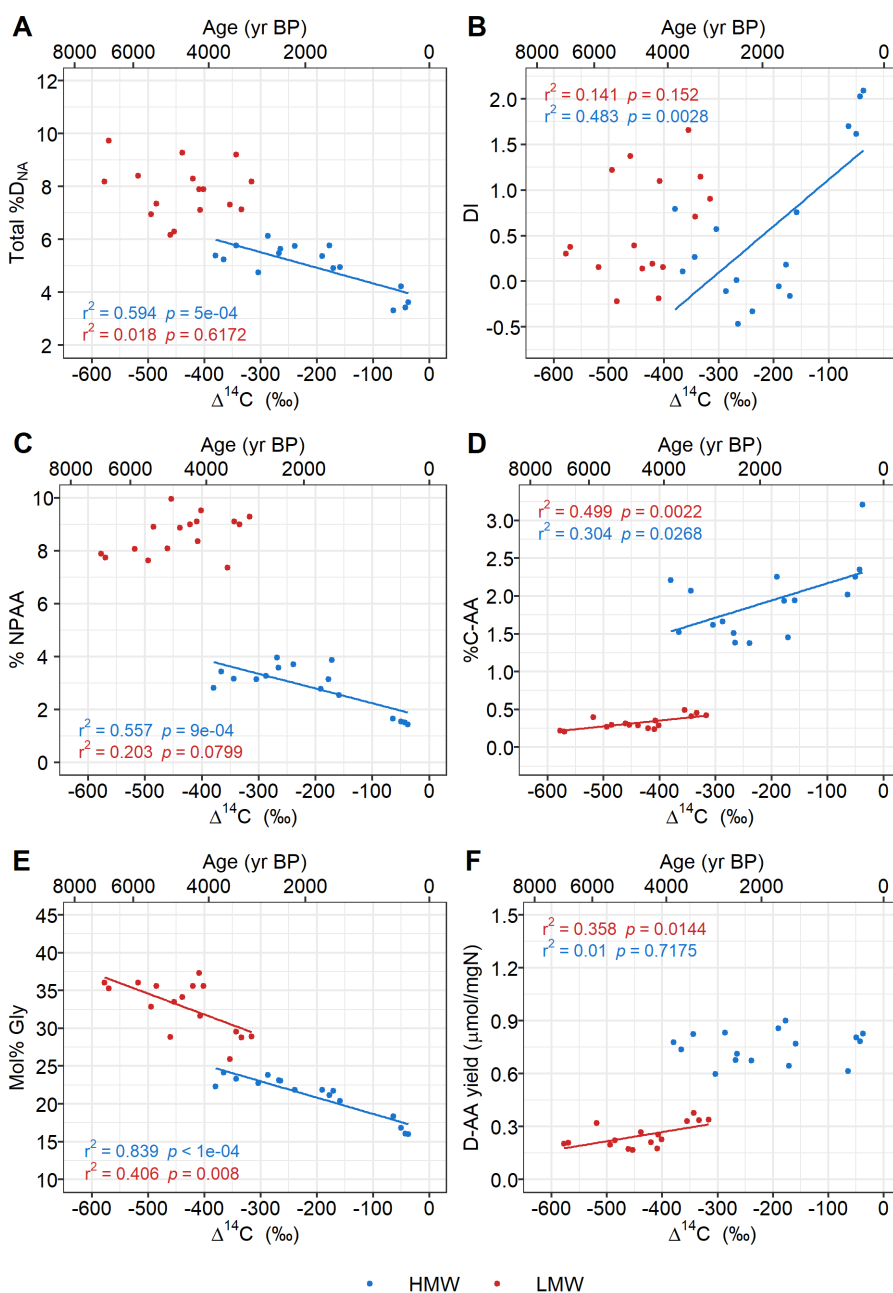 A
Age (yr BP)
8000 6000 4000 2000 0
Total %D_NA
12
10
8
6
4
2
r² = 0.594 p = 5e-04
r² = 0.018 p = 0.6172
-600 -500 -400 -300 -200 -100 0
Δ¹⁴C (‰)
B
Age (yr BP)
8000 6000 4000 2000 0
DI
2.0
1.5
1.0
0.5
0.0
-0.5
r² = 0.141 p = 0.152
r² = 0.483 p = 0.0028
-600 -500 -400 -300 -200 -100
Δ¹⁴C (‰)
C
Age (yr BP)
8000 6000 4000 2000 0
% NPAA
10
8
6
4
2
0
r² = 0.557 p = 9e-04
r² = 0.203 p = 0.0799
-600 -500 -400 -300 -200 -100 0
Δ¹⁴C (‰)
D
Age (yr BP)
8000 6000 4000 2000 0
%C-AA
3.0
2.5
2.0
1.5
1.0
0.5
0.0
r² = 0.499 p = 0.0022
r² = 0.304 p = 0.0268
-600 -500 -400 -300 -200 -100 0
Δ¹⁴C (‰)
E
Age (yr BP)
8000 6000 4000 2000 0
Mol% Gly
45
40
35
30
25
20
15
10
r² = 0.839 p < 1e-04
r² = 0.406 p = 0.008
-600 -500 -400 -300 -200 -100 0
Δ¹⁴C (‰)
F
Age (yr BP)
8000 6000 4000 2000 0
D-AA yield (μmol/mgN)
1.5
1.2
0.9
0.6
0.3
0.0
r² = 0.358 p = 0.0144
r² = 0.01 p = 0.7175
-600 -500 -400 -300 -200 -100 0
Δ¹⁴C (‰)
HMW LMW